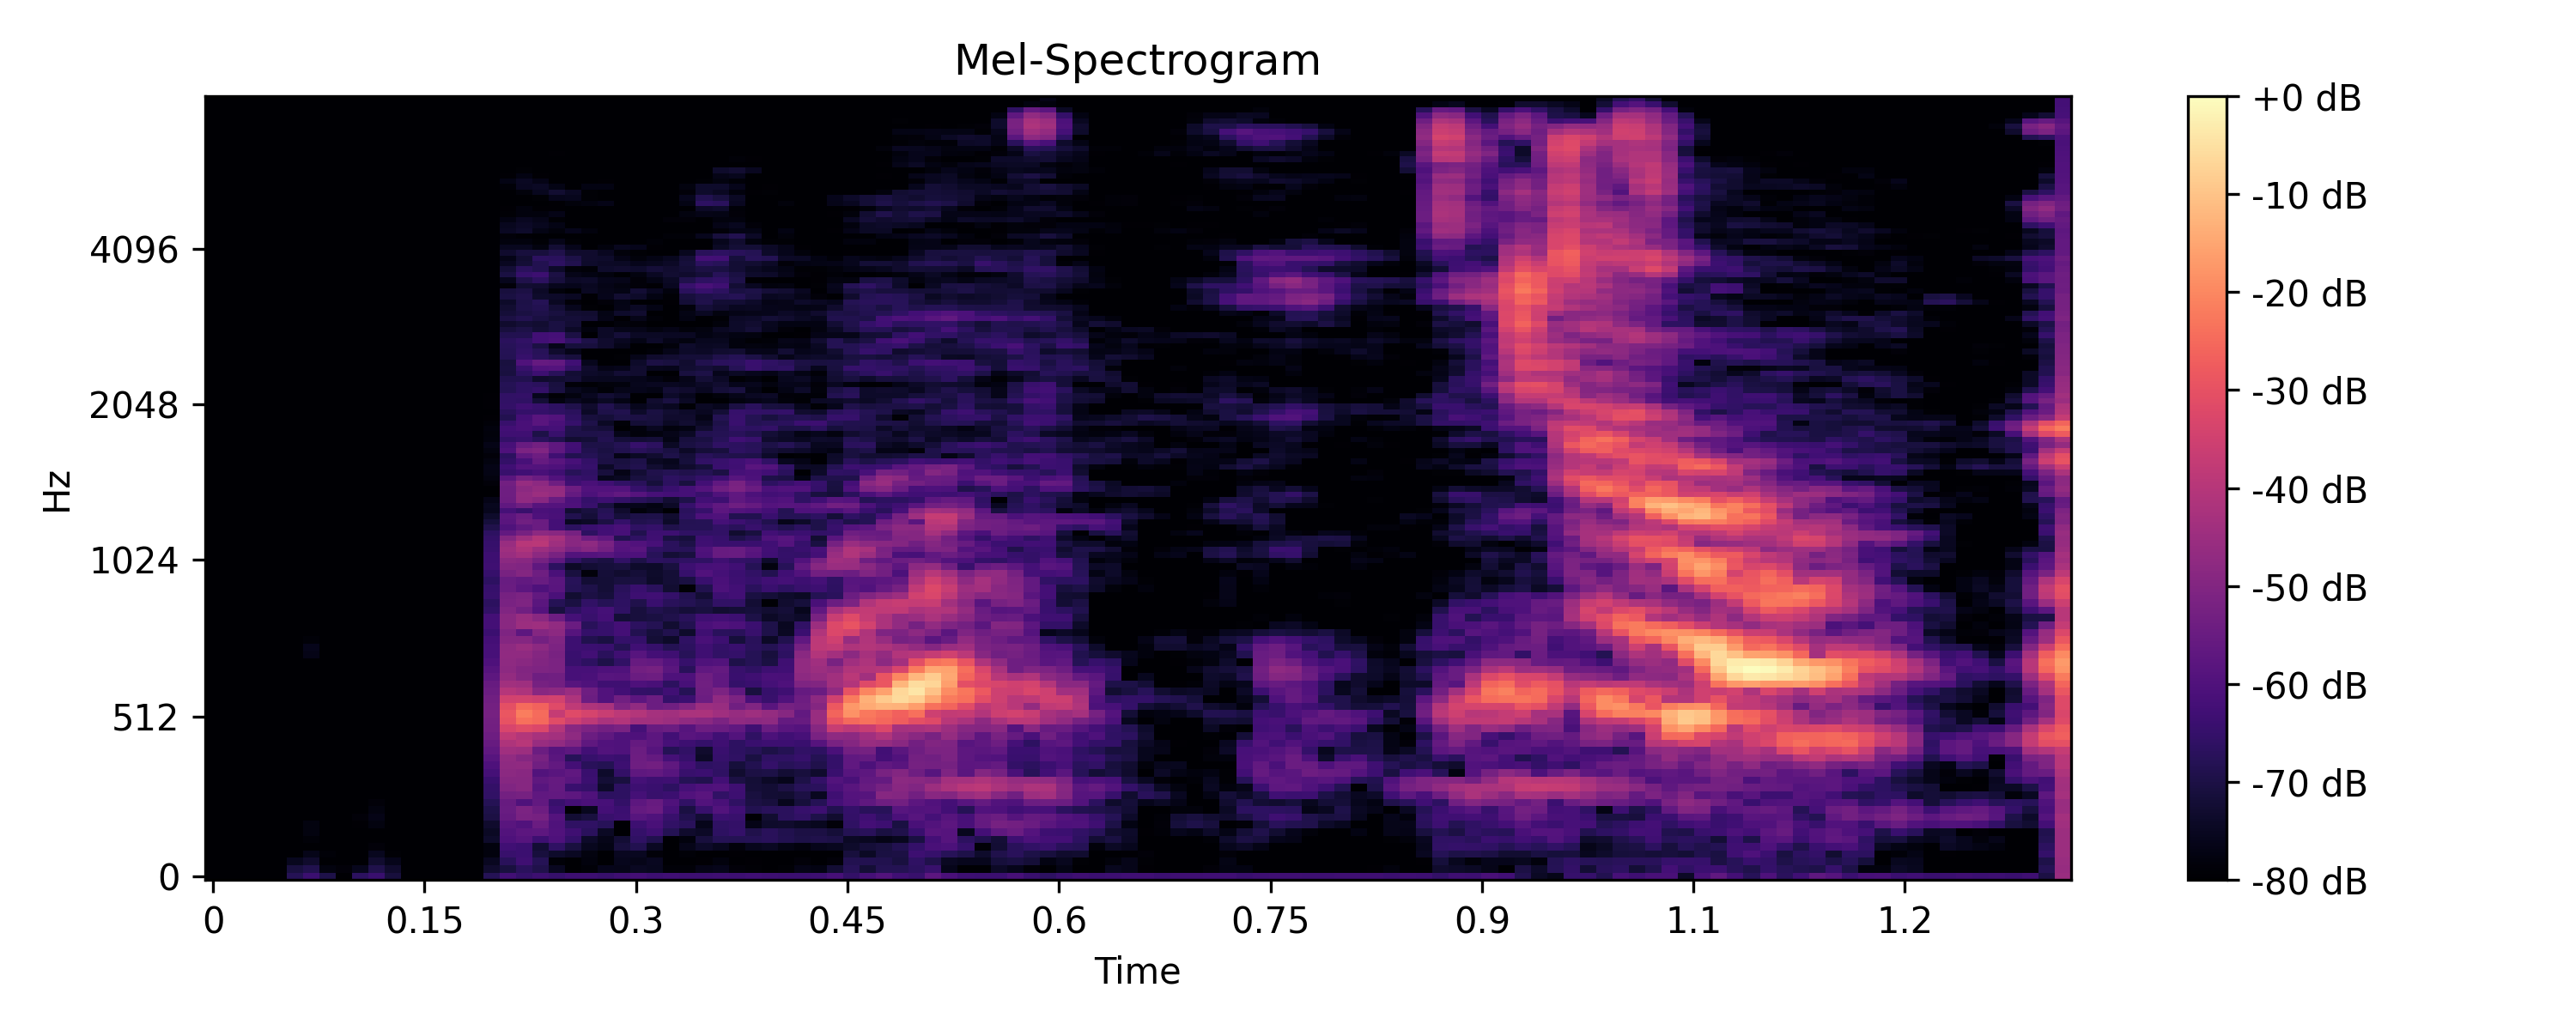 Mel-Spectrogram
Hz
4096
2048
1024
512
0
0 0.15 0.3 0.45 0.6 0.75 0.9 1.1 1.2
Time
+0 dB
-10 dB
-20 dB
-30 dB
-40 dB
-50 dB
-60 dB
-70 dB
-80 dB